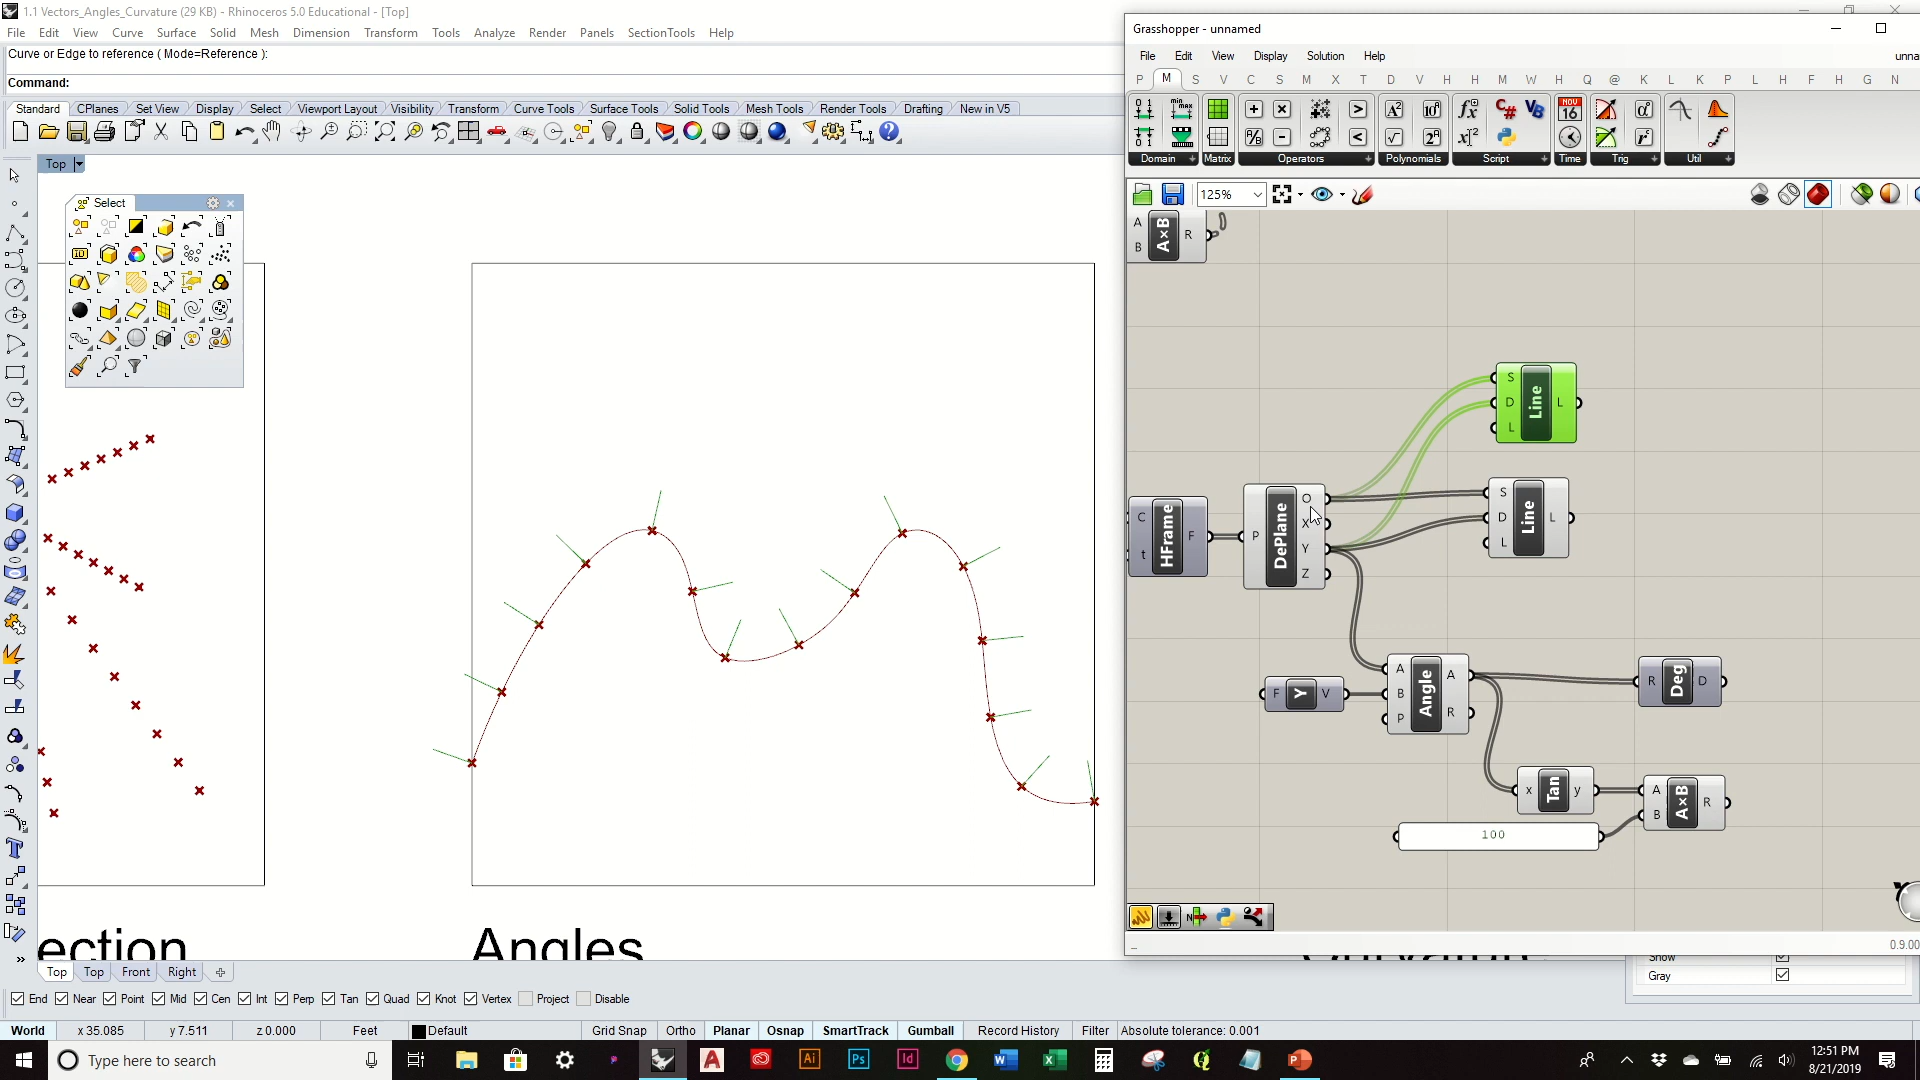 1.1 Vectors_Angles_Curvature (29 KB) - Rhinoceros 5.0 Educational - [Top]
File Edit View Curve Surface Solid Mesh Dimension Transform Tools Analyze Render Panels SectionTools Help
Curve or Edge to reference ( Mode=Reference ):
Command:
Standard CPlanes Set View Display Select Viewport Layout Visibility Transform Curve Tools Surface Tools Solid Tools Mesh Tools Render Tools Drafting New in V5
Top
Select
ection
Angles
Top Top Front Right
End Near Point Mid Cen Int Perp Tan Quad Knot Vertex Project Disable
World x 35.085 y 7.511 z 0.000 Feet Default Grid Snap Ortho Planar Osnap SmartTrack Gumball Record History Filter Absolute tolerance: 0.001
Grasshopper - unnamed
File Edit View Display Solution Help unna
P M S V C S M X T D V H H M W H Q @ K L K P L H F H G N
Domain Matrix Operators Polynomials Script Time Trig Util
125%
A B A×B R
S D L Line L
C t HFrame F
P DePlane O X Y Z
S D L Line L
F Y V
A B P Angle A R
R Deg D
x Tan y
A B A×B R
100
0.9.00
Show
Gray
Type here to search
12:51 PM
8/21/2019